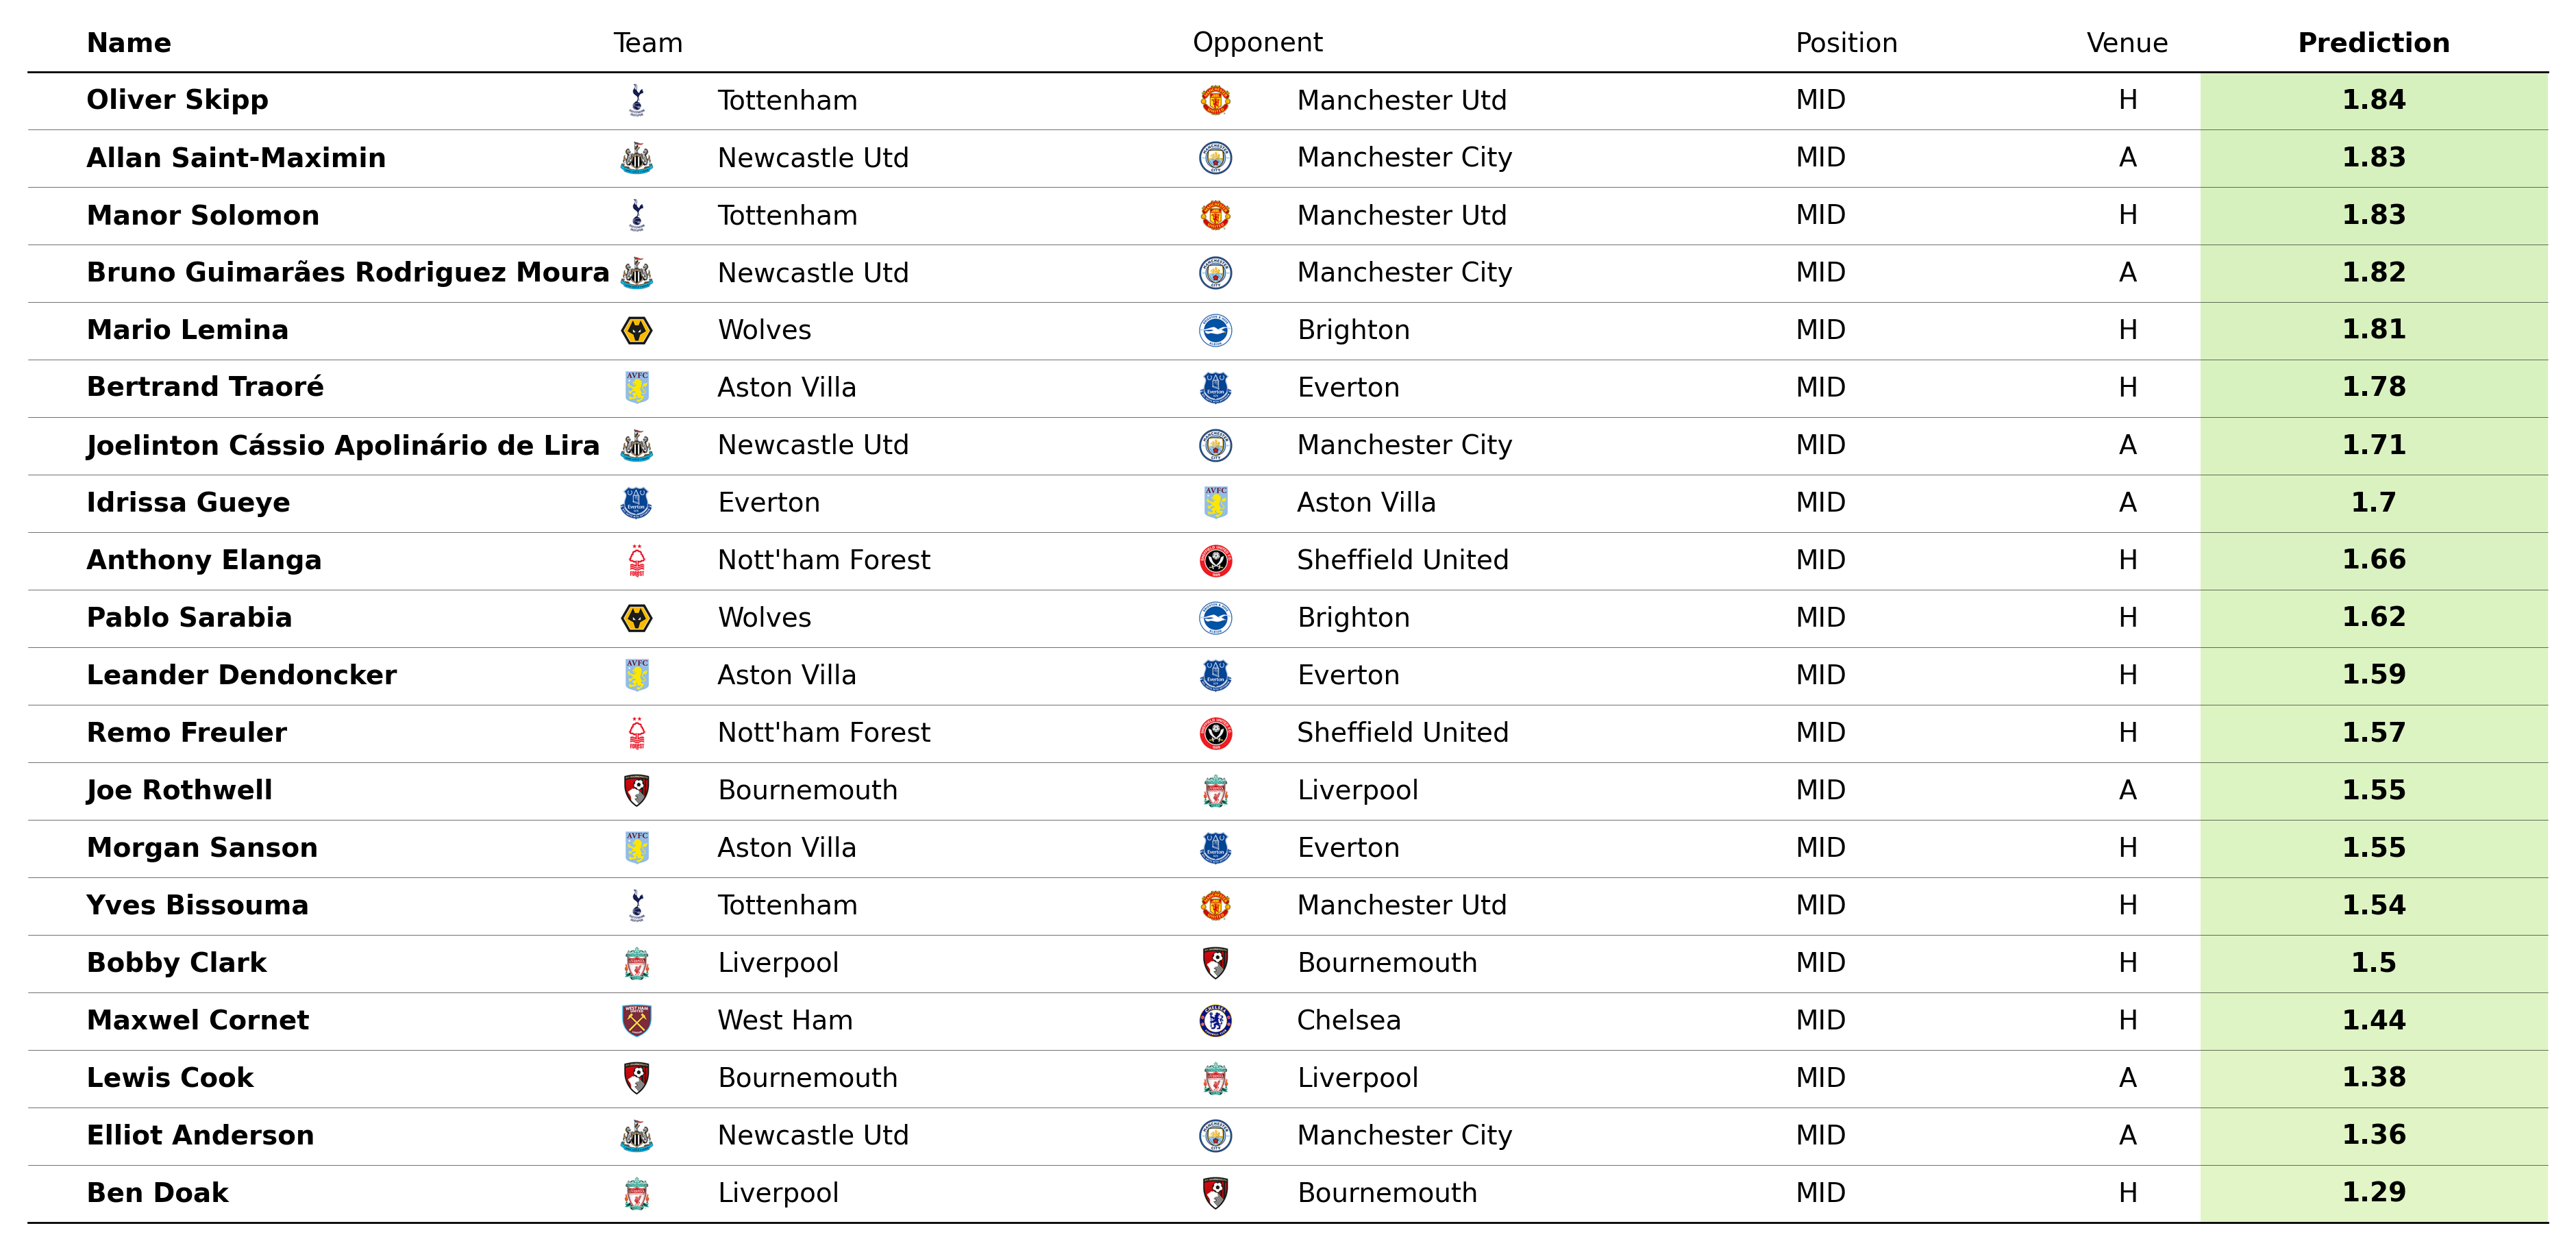 Name Team Opponent Position Venue Prediction
Oliver Skipp Tottenham Manchester Utd MID H 1.84
Allan Saint-Maximin Newcastle Utd Manchester City MID A 1.83
Manor Solomon Tottenham Manchester Utd MID H 1.83
Bruno Guimarães Rodriguez Moura Newcastle Utd Manchester City MID A 1.82
Mario Lemina Wolves Brighton MID H 1.81
Bertrand Traoré Aston Villa Everton MID H 1.78
Joelinton Cássio Apolinário de Lira Newcastle Utd Manchester City MID A 1.71
Idrissa Gueye Everton Aston Villa MID A 1.7
Anthony Elanga Nott'ham Forest Sheffield United MID H 1.66
Pablo Sarabia Wolves Brighton MID H 1.62
Leander Dendoncker Aston Villa Everton MID H 1.59
Remo Freuler Nott'ham Forest Sheffield United MID H 1.57
Joe Rothwell Bournemouth Liverpool MID A 1.55
Morgan Sanson Aston Villa Everton MID H 1.55
Yves Bissouma Tottenham Manchester Utd MID H 1.54
Bobby Clark Liverpool Bournemouth MID H 1.5
Maxwel Cornet West Ham Chelsea MID H 1.44
Lewis Cook Bournemouth Liverpool MID A 1.38
Elliot Anderson Newcastle Utd Manchester City MID A 1.36
Ben Doak Liverpool Bournemouth MID H 1.29